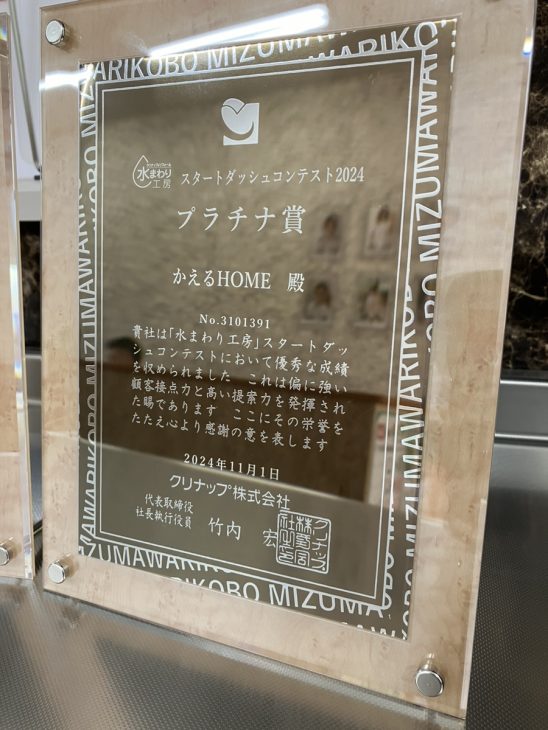 MIZUMAWARIKOBO MIZUMAWARIKOBO
水まわり工房
スタートダッシュコンテスト2024
プラチナ賞
かえるHOME 殿
No.3101391
貴社は「水まわり工房」スタートダッ
シュコンテストにおいて優秀な成績
を収められました これは偏に強い
顧客接点力と高い提案力を発揮され
た賜であります ここにその栄誉を
たたえ心より感謝の意を表します
2024年11月1日
クリナップ株式会社
代表取締役
社長執行役員 竹内 宏
MIZUMAWARIKOBO MIZUMA